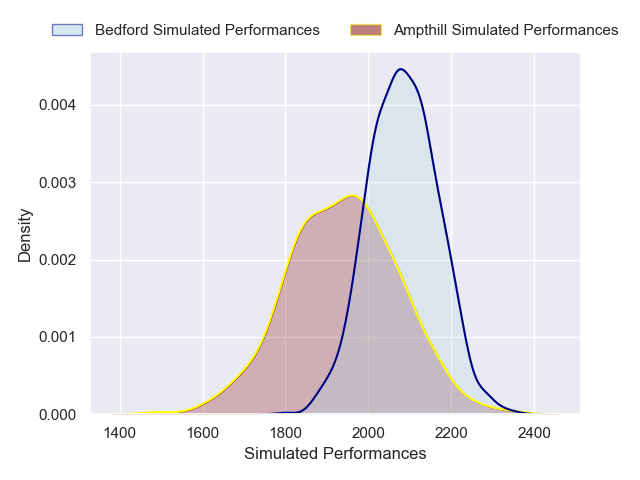 Bedford Simulated Performances Ampthill Simulated Performances
0.004
0.003
0.002
0.001
0.000
Density
1400 1600 1800 2000 2200 2400
Simulated Performances